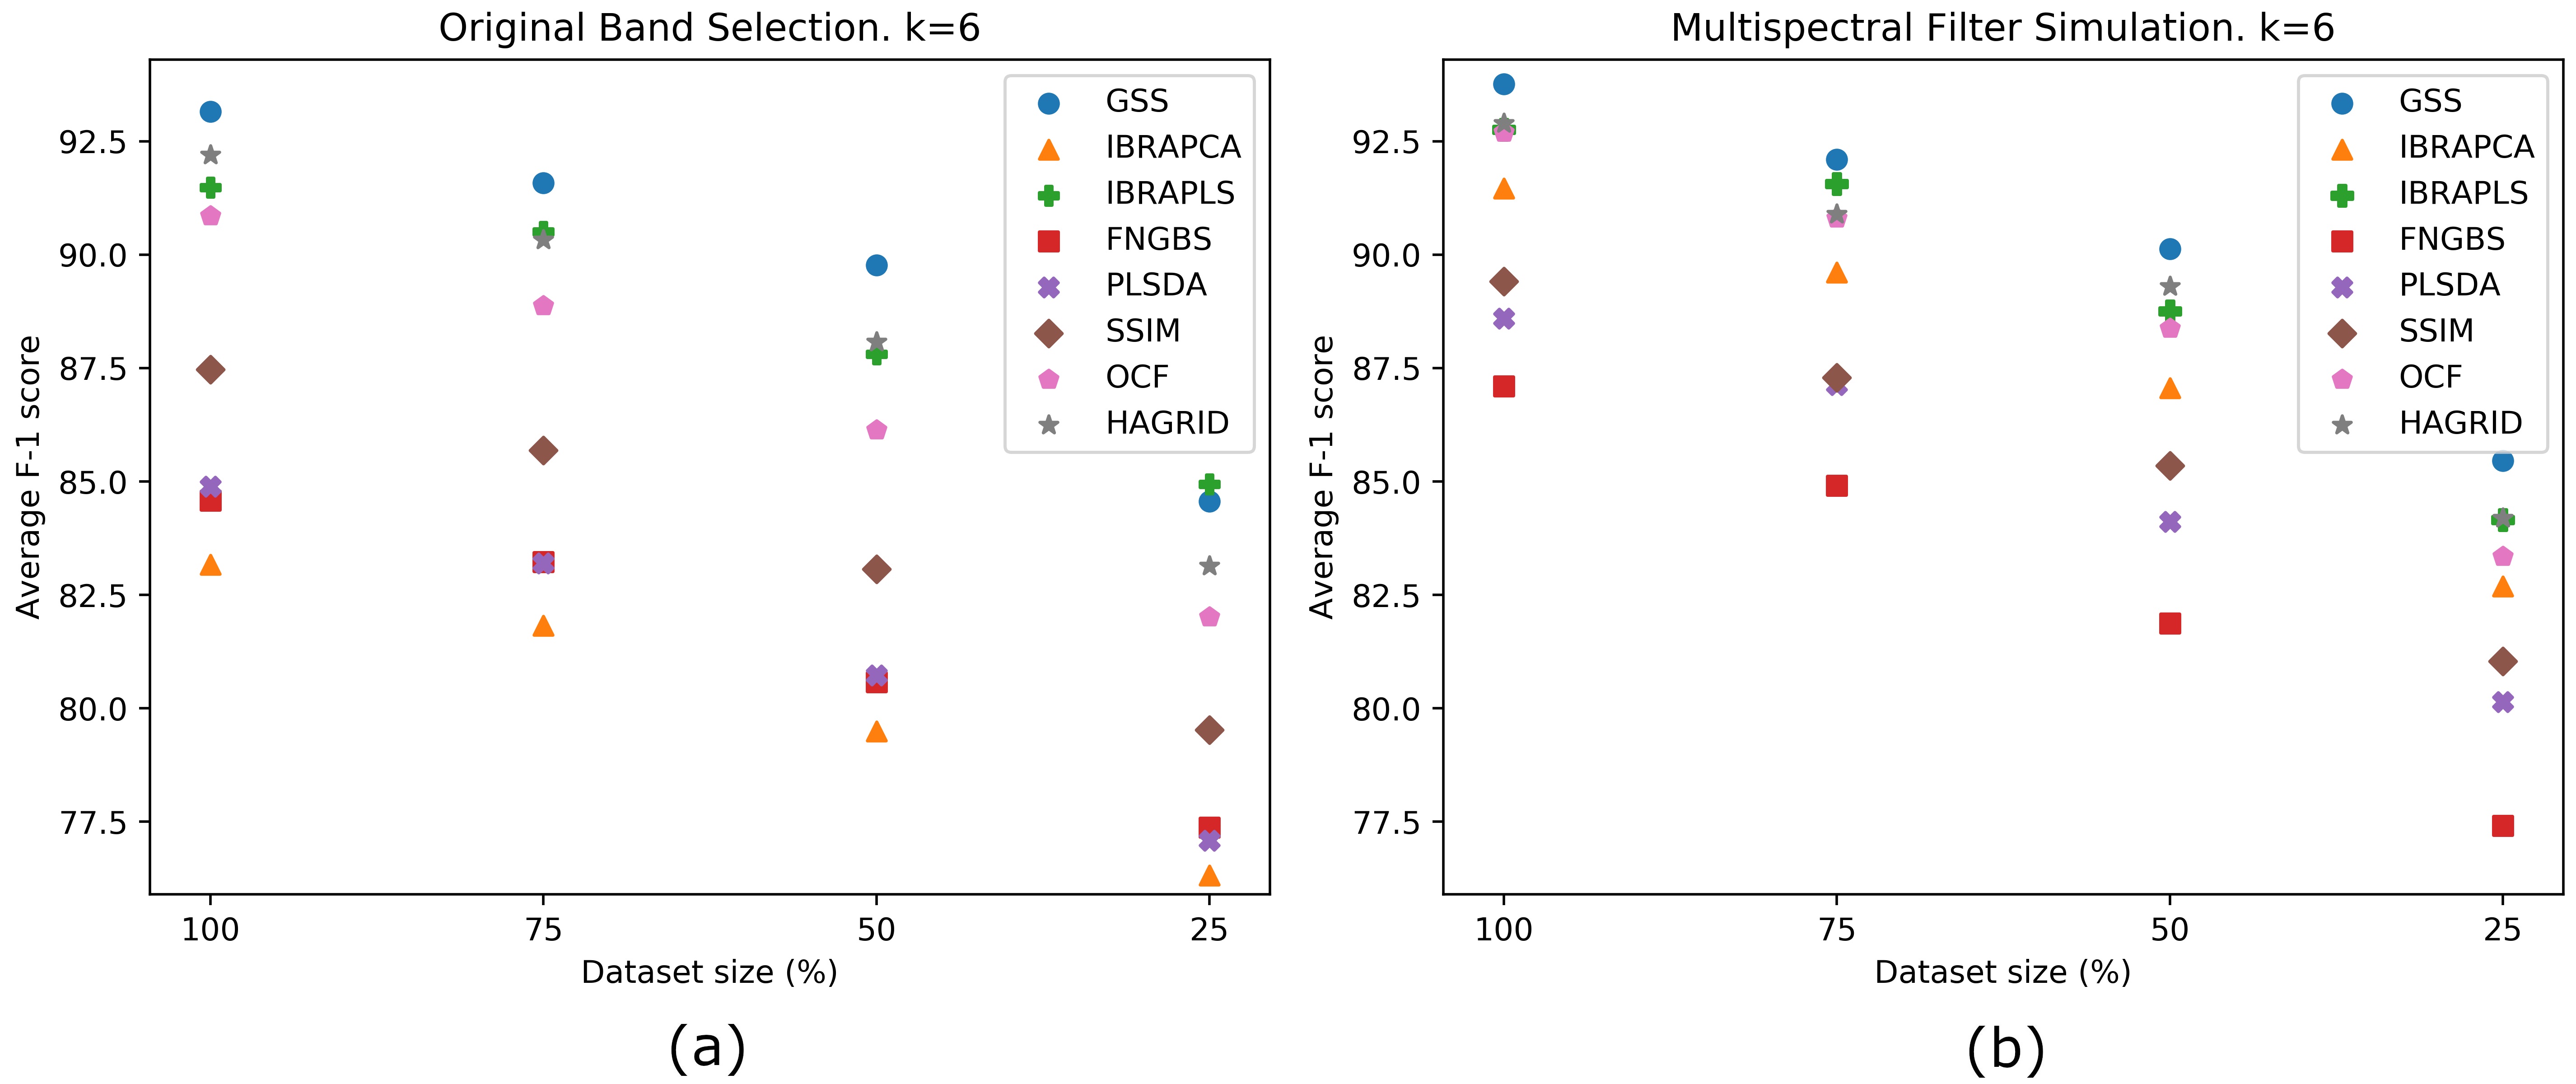 Original Band Selection. k=6
Average F-1 score
92.5
90.0
87.5
85.0
82.5
80.0
77.5
GSS
IBRAPCA
IBRAPLS
FNGBS
PLSDA
SSIM
OCF
HAGRID
100 75 50 25
Dataset size (%)
(a)
Multispectral Filter Simulation. k=6
Average F-1 score
92.5
90.0
87.5
85.0
82.5
80.0
77.5
GSS
IBRAPCA
IBRAPLS
FNGBS
PLSDA
SSIM
OCF
HAGRID
100 75 50 25
Dataset size (%)
(b)